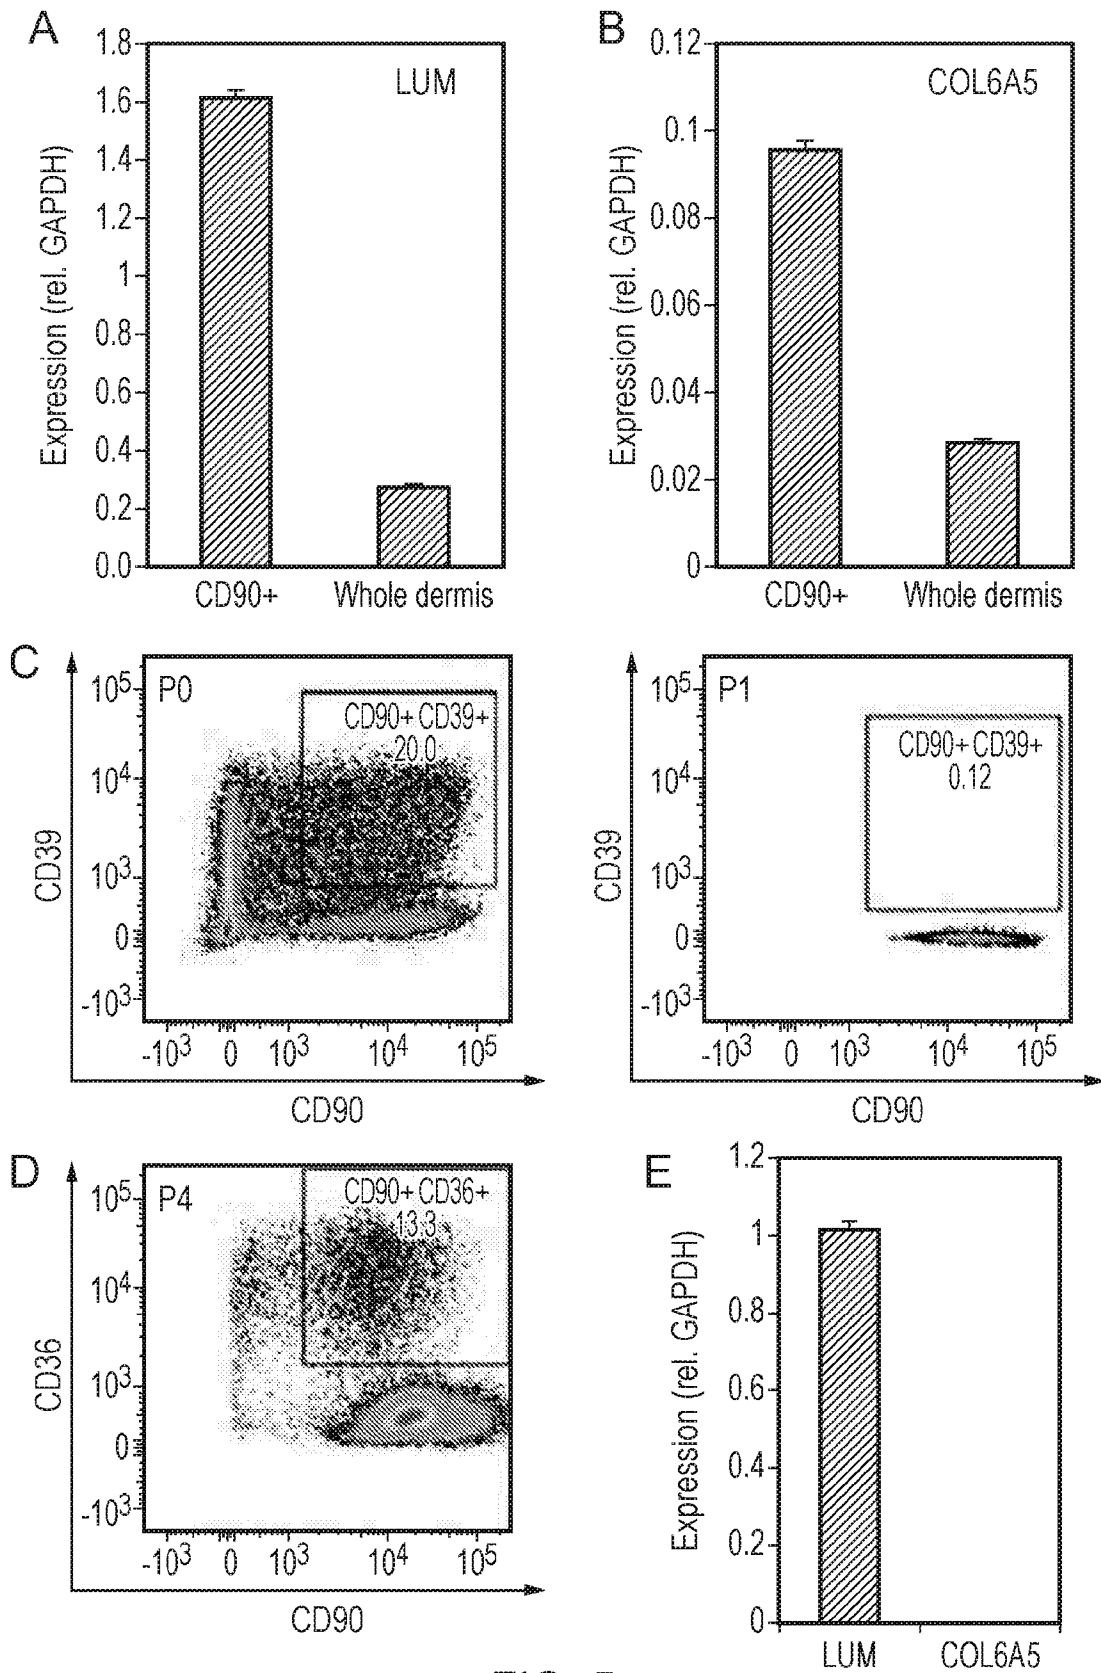 A
1.8
1.6
1.4
1.2
1
0.8
0.6
0.4
0.2
0.0
Expression (rel. GAPDH)
LUM
CD90+ Whole dermis
B
0.12
0.1
0.08
0.06
0.04
0.02
0
Expression (rel. GAPDH)
COL6A5
CD90+ Whole dermis
C
P0
CD90+ CD39+
20.0
10⁵
10⁴
10³
0
-10³
CD39
-10³ 0 10³ 10⁴ 10⁵
CD90
P1
CD90+ CD39+
0.12
10⁵
10⁴
10³
0
-10³
CD39
-10³ 0 10³ 10⁴ 10⁵
CD90
D
P4
CD90+ CD36+
13.3
10⁵
10⁴
10³
0
-10³
CD36
-10³ 0 10³ 10⁴ 10⁵
CD90
E
1.2
1
0.8
0.6
0.4
0.2
0
Expression (rel. GAPDH)
LUM COL6A5